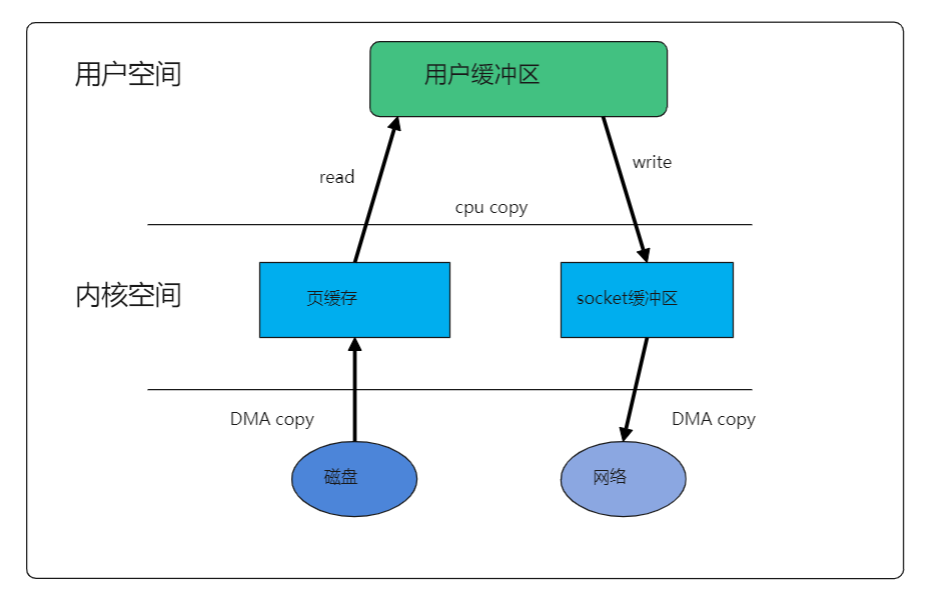 用户空间
用户缓冲区
read
write
cpu copy
内核空间
页缓存
socket缓冲区
DMA copy
DMA copy
磁盘
网络